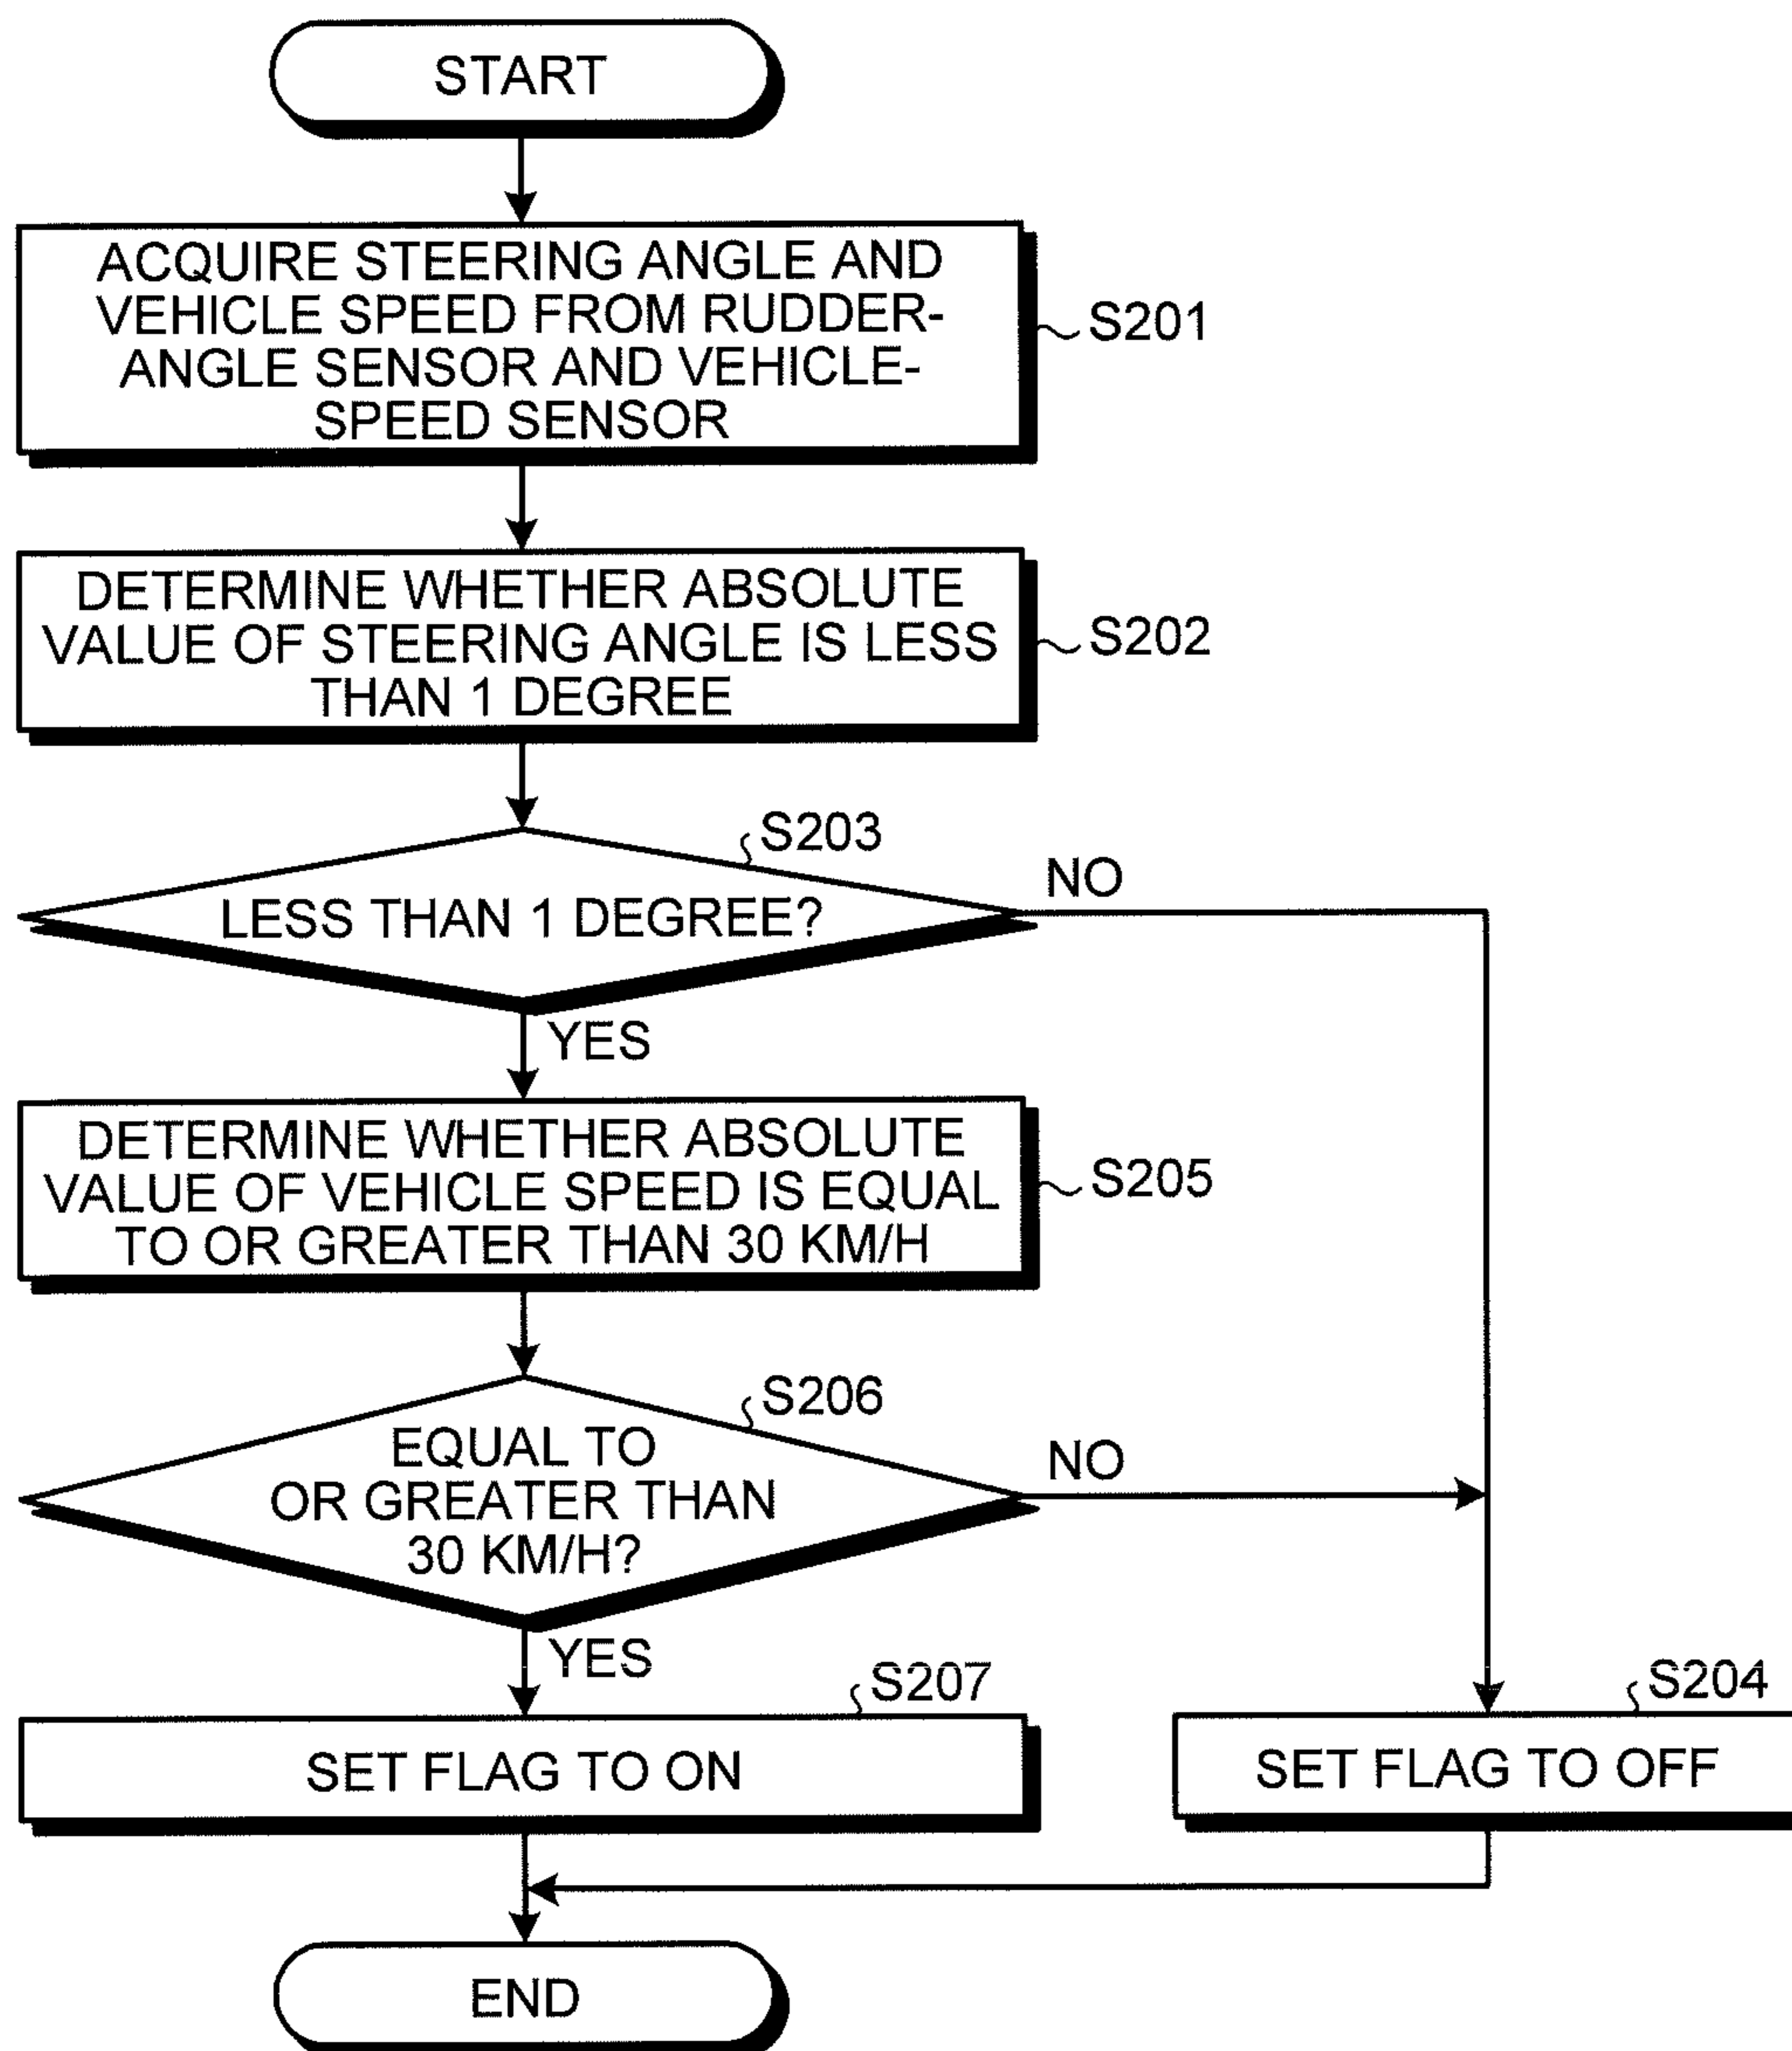 START
ACQUIRE STEERING ANGLE AND
VEHICLE SPEED FROM RUDDER-
ANGLE SENSOR AND VEHICLE-
SPEED SENSOR
S201
DETERMINE WHETHER ABSOLUTE
VALUE OF STEERING ANGLE IS LESS
THAN 1 DEGREE
S202
S203
LESS THAN 1 DEGREE?
NO
YES
DETERMINE WHETHER ABSOLUTE
VALUE OF VEHICLE SPEED IS EQUAL
TO OR GREATER THAN 30 KM/H
S205
S206
EQUAL TO
OR GREATER THAN
30 KM/H?
NO
YES
S207
SET FLAG TO ON
S204
SET FLAG TO OFF
END